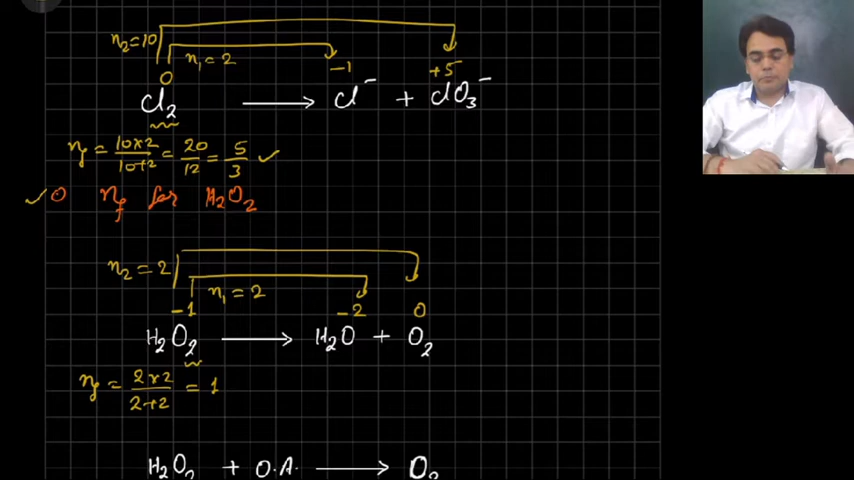 n₂=10
n₁=2
0 -1 +5
Cl₂ ⟶ Cl⁻ + ClO₃⁻
n_f = 10×2/10+2 = 20/12 = 5/3 ✓
✓ O n_f for H₂O₂
n₂=2
n₁=2
-1 -2 0
H₂O₂ ⟶ H₂O + O₂
n_f = 2×2/2+2 = 1
H₂O₂ + O.A. ⟶ O₂